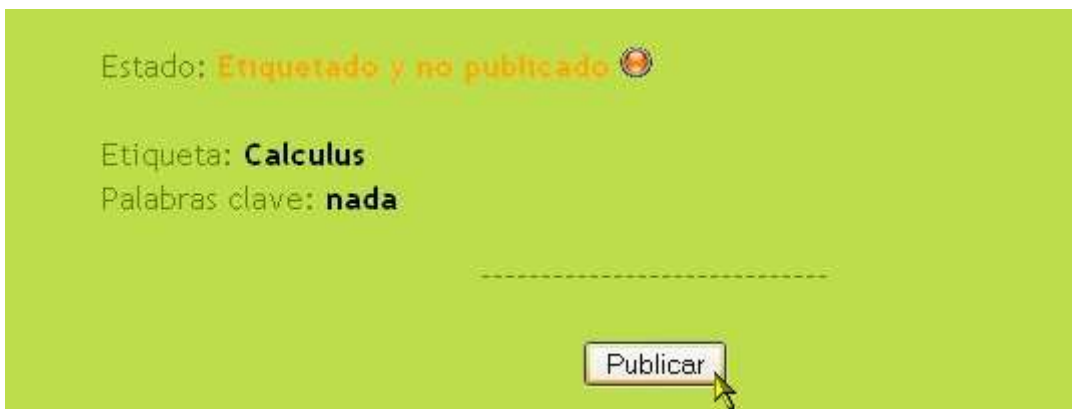 Estado: Etiquetado y no publicado
Etiqueta: Calculus
Palabras clave: nada
-----------------------------
Publicar